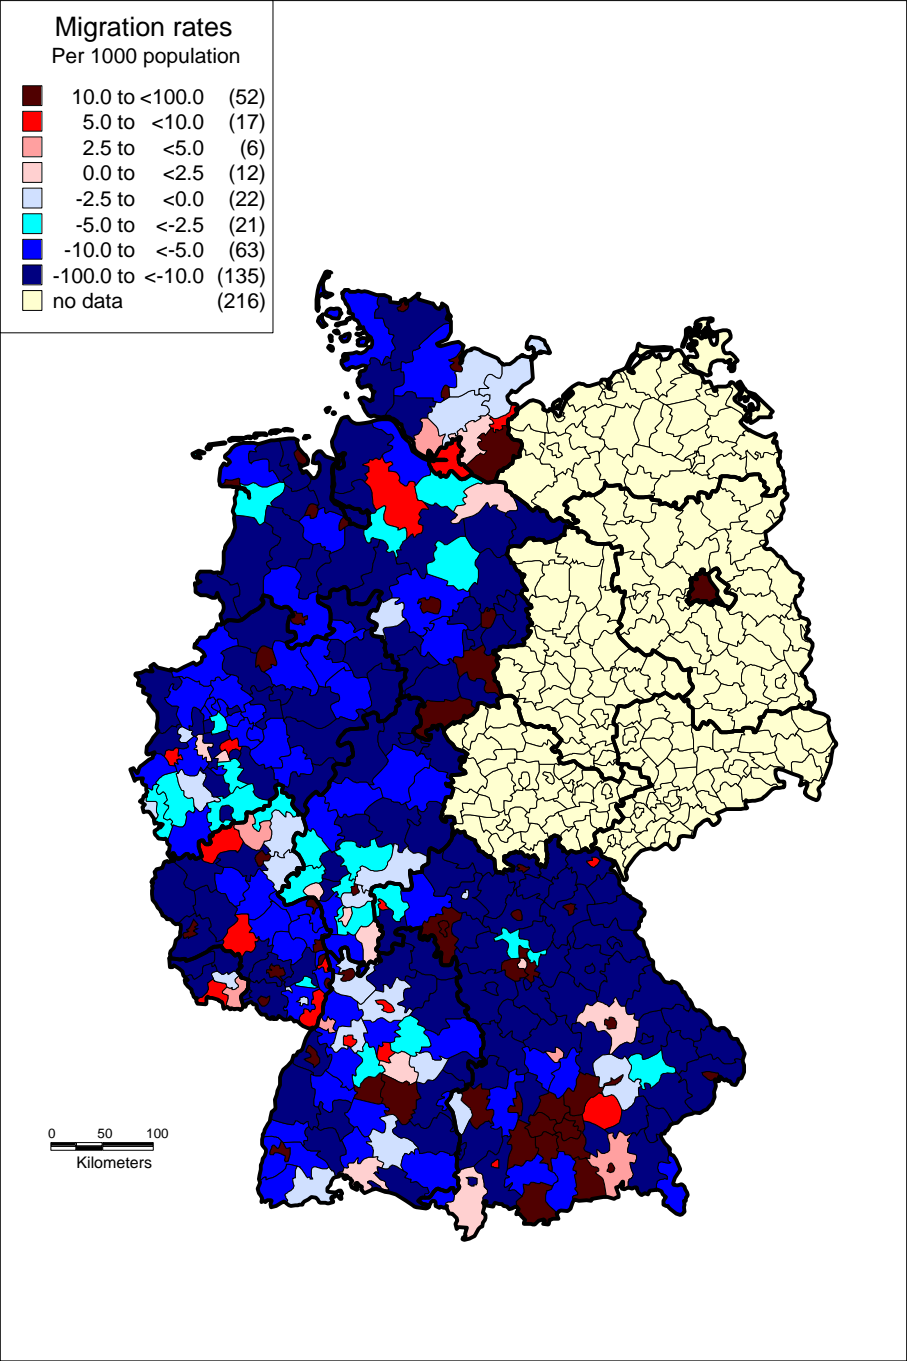 Migration rates
Per 1000 population
10.0 to <100.0 (52)
5.0 to <10.0 (17)
2.5 to <5.0 (6)
0.0 to <2.5 (12)
-2.5 to <0.0 (22)
-5.0 to <-2.5 (21)
-10.0 to <-5.0 (63)
-100.0 to <-10.0 (135)
no data (216)
0 50 100
Kilometers